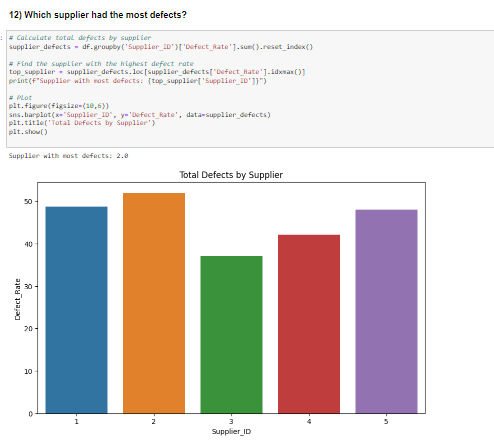 12) Which supplier had the most defects?
# Calculate total defects by supplier
supplier_defects = df.groupby('Supplier_ID')['Defect_Rate'].sum().reset_index()
# Find the supplier with the highest defect rate
top_supplier = supplier_defects.loc[supplier_defects['Defect_Rate'].idxmax()]
print(f"Supplier with most defects: {top_supplier['Supplier_ID']}")
# Plot
plt.figure(figsize=(10,6))
sns.barplot(x='Supplier_ID', y='Defect_Rate', data=supplier_defects)
plt.title('Total Defects by Supplier')
plt.show()
Supplier with most defects: 2.0
Total Defects by Supplier
50
40
30
20
10
0
Defect_Rate
1 2 3 4 5
Supplier_ID